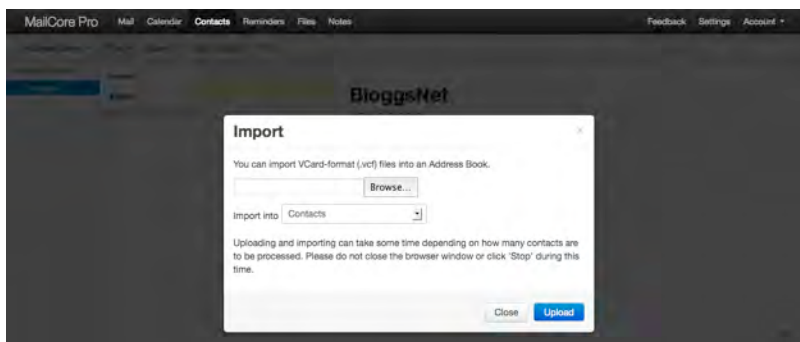 MailCore Pro Mail Calendar Contacts Reminders Files Notes Feedback Settings Account
BloggsNet
Import ×
You can import VCard-format (.vcf) files into an Address Book.
Browse...
Import into Contacts
Uploading and importing can take some time depending on how many contacts are
to be processed. Please do not close the browser window or click 'Stop' during this
time.
Close Upload